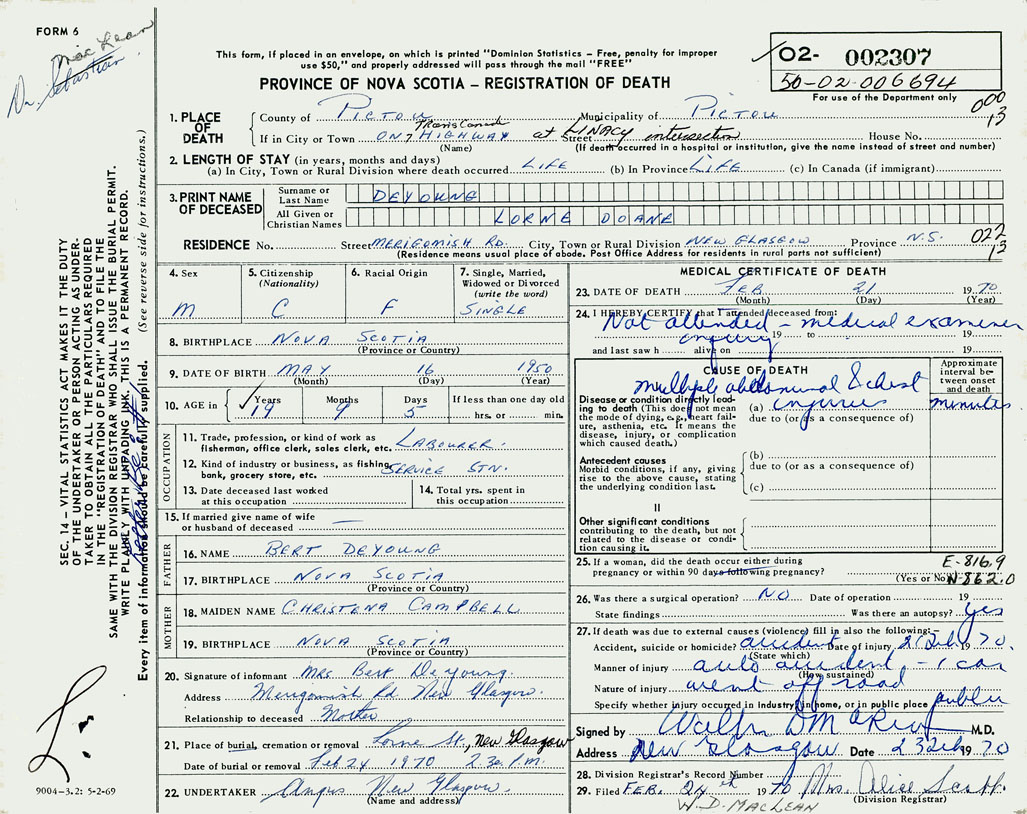 FORM 6
Mac Lean
Dr. Sebastian
This form, if placed in an envelope, on which is printed "Dominion Statistics – Free, penalty for improper
use $50," and properly addressed will pass through the mail "FREE"
PROVINCE OF NOVA SCOTIA – REGISTRATION OF DEATH
02- 002307
50-02-006694
For use of the Department only
000
13
1. PLACE OF DEATH
County of PICTOU Municipality of PICTOU
If in City or Town ON TRANS CANADA HIGHWAY at LINACY intersection Street House No.
(Name) (If death occurred in a hospital or institution, give the name instead of street and number)
2. LENGTH OF STAY (in years, months and days)
(a) In City, Town or Rural Division where death occurred LIFE (b) In Province LIFE (c) In Canada (if immigrant)
3. PRINT NAME OF DECEASED
Surname or Last Name DEYOUNG
All Given or Christian Names LORNE DOANE
RESIDENCE No. Street MERIGOMISH RD. City, Town or Rural Division NEW GLASGOW Province N.S.
(Residence means usual place of abode. Post Office Address for residents in rural parts not sufficient)
022
13
4. Sex
M
5. Citizenship
(Nationality)
C
6. Racial Origin
F
7. Single, Married,
Widowed or Divorced
(write the word)
SINGLE
8. BIRTHPLACE NOVA SCOTIA
(Province or Country)
9. DATE OF BIRTH MAY 16 1950
(Month) (Day) (Year)
10. AGE in Years Months Days If less than one day old
19 9 5 hrs. or min.
OCCUPATION
11. Trade, profession, or kind of work as
fisherman, office clerk, sales clerk, etc. LABOURER.
12. Kind of industry or business, as fishing,
bank, grocery store, etc. SERVICE STN.
13. Date deceased last worked
at this occupation
14. Total yrs. spent in
this occupation
15. If married give name of wife
or husband of deceased —
FATHER
16. NAME BERT DEYOUNG
17. BIRTHPLACE NOVA SCOTIA
(Province or Country)
MOTHER
18. MAIDEN NAME CHRISTENA CAMPBELL
19. BIRTHPLACE NOVA SCOTIA
(Province or Country)
20. Signature of informant Mrs Bert DeYoung.
Address Merigomish Rd New Glasgow.
Relationship to deceased Mother
21. Place of burial, cremation or removal Lorne St., New Glasgow
Date of burial or removal Feb 24 1970 2.30 P.M.
22. UNDERTAKER Angus New Glasgow.
(Name and address)
MEDICAL CERTIFICATE OF DEATH
23. DATE OF DEATH FEB 21 1970
(Month) (Day) (Year)
24. I HEREBY CERTIFY that I attended deceased from:
Not attended – medical examiner
inquiry 19 to 19
and last saw h alive on 19
CAUSE OF DEATH
Approximate interval between onset and death
Disease or condition directly leading to death (This does not mean the mode of dying, e.g., heart failure, asthenia, etc. It means the disease, injury, or complication which caused death.)
(a) multiple abdominal & chest injuries minutes
due to (or as a consequence of)
Antecedent causes
Morbid conditions, if any, giving rise to the above cause, stating the underlying condition last.
(b)
due to (or as a consequence of)
(c)
II
Other significant conditions
contributing to the death, but not
related to the disease or condition causing it.
25. If a woman, did the death occur either during
pregnancy or within 90 days following pregnancy? (Yes or No)
E-816.9
N-862.0
26. Was there a surgical operation? NO Date of operation 19
State findings Was there an autopsy? Yes
27. If death was due to external causes (violence) fill in also the following:
Accident, suicide or homicide? accident Date of injury 21 Feb 1970
(State which)
Manner of injury auto accident – 1 car
(How sustained)
Nature of injury went off road
Specify whether injury occurred in industry, in home, or in public place public
Signed by M.D.
Address New Glasgow Date 23 Feb 1970
28. Division Registrar's Record Number
29. Filed FEB. 24th 1970 Mrs. Alice Scott.
(Division Registrar)
W.D. MACLEAN
SEC. 14 – VITAL STATISTICS ACT MAKES IT THE DUTY
OF THE UNDERTAKER OR PERSON ACTING AS UNDER-
TAKER TO OBTAIN ALL THE PARTICULARS REQUIRED
IN THE "REGISTRATION OF DEATH" AND TO FILE THE
SAME WITH THE DIVISION REGISTRAR WHO SHALL ISSUE THE BURIAL PERMIT.
WRITE PLAINLY WITH UNFADING INK. THIS IS A PERMANENT RECORD.
Every item of information should be carefully supplied. (See reverse side for instructions.)
9004-3.2: 5-2-69